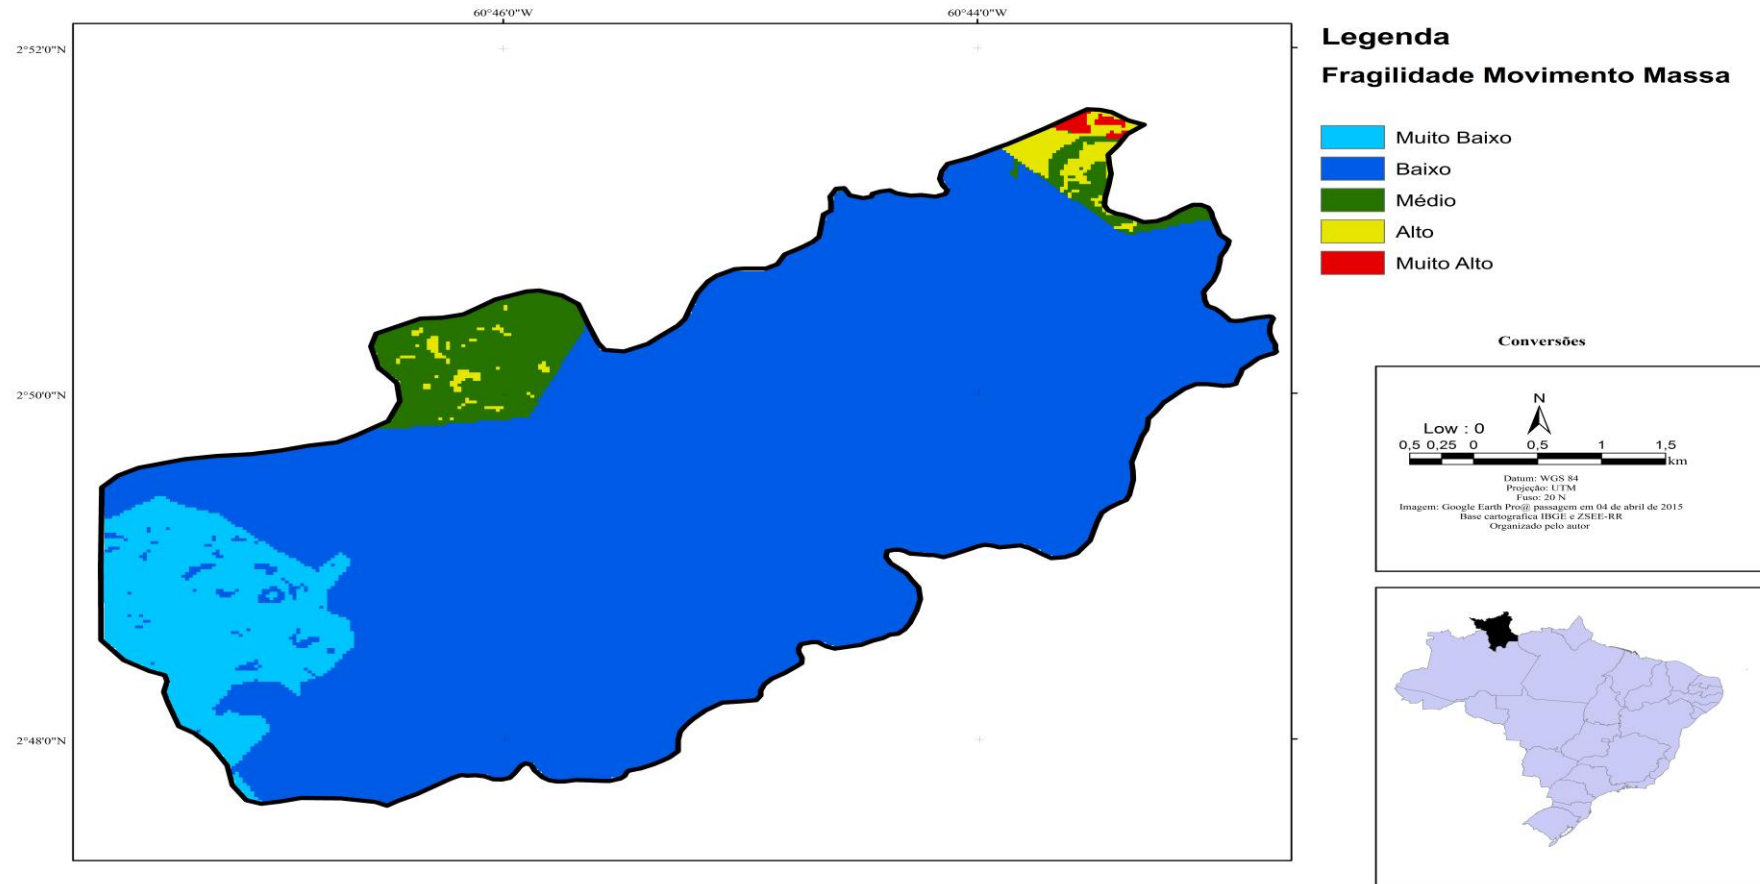 60°46'0"W
60°44'0"W
2°52'0"N
2°50'0"N
2°48'0"N
Legenda
Fragilidade Movimento Massa
Muito Baixo
Baixo
Médio
Alto
Muito Alto
Conversões
N
Low : 0
0,5 0,25 0 0,5 1 1,5
km
Datum: WGS 84
Projeção: UTM
Fuso: 20 N
Imagem: Google Earth Pro@ passagem em 04 de abril de 2015
Base cartografica IBGE e ZSEE-RR
Organizado pelo autor